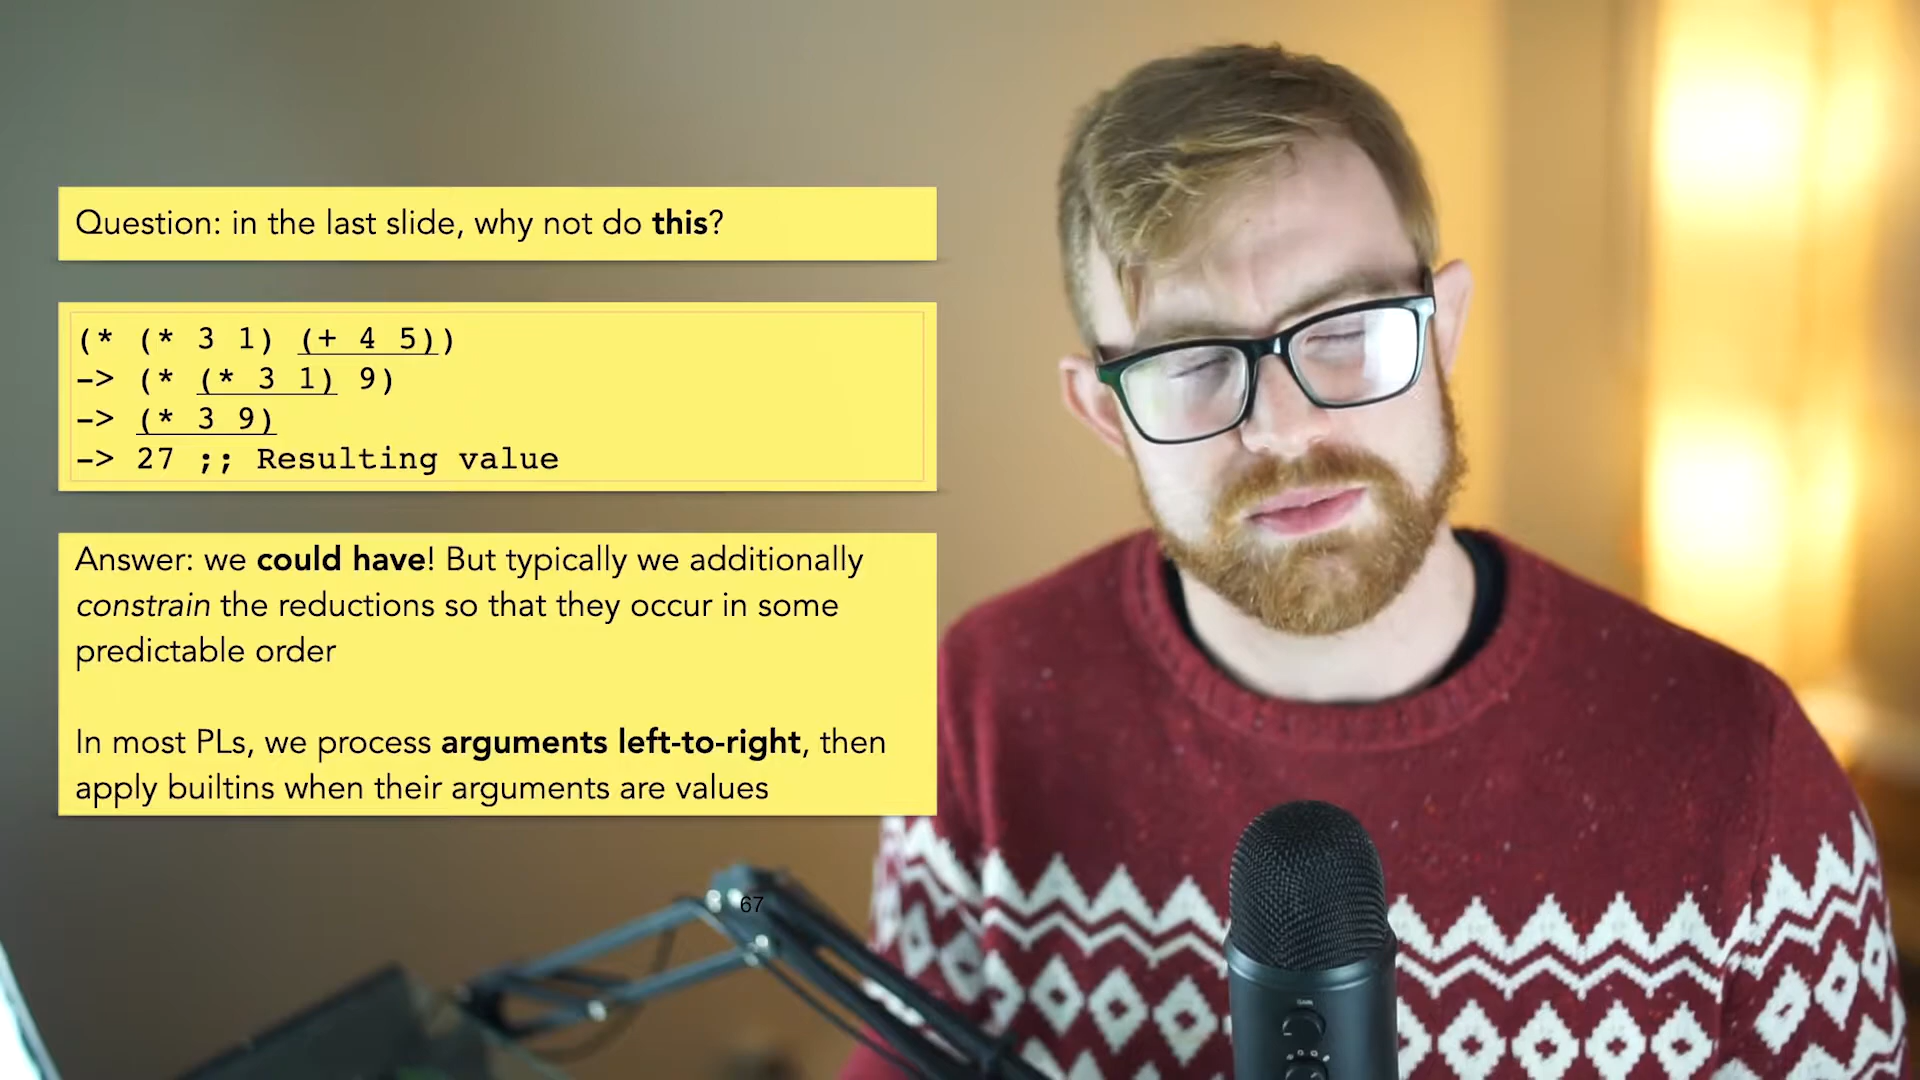 Question: in the last slide, why not do this?
(* (* 3 1) (+ 4 5))
-> (* (* 3 1) 9)
-> (* 3 9)
-> 27 ;; Resulting value
Answer: we could have! But typically we additionally
constrain the reductions so that they occur in some
predictable order
In most PLs, we process arguments left-to-right, then
apply builtins when their arguments are values
67